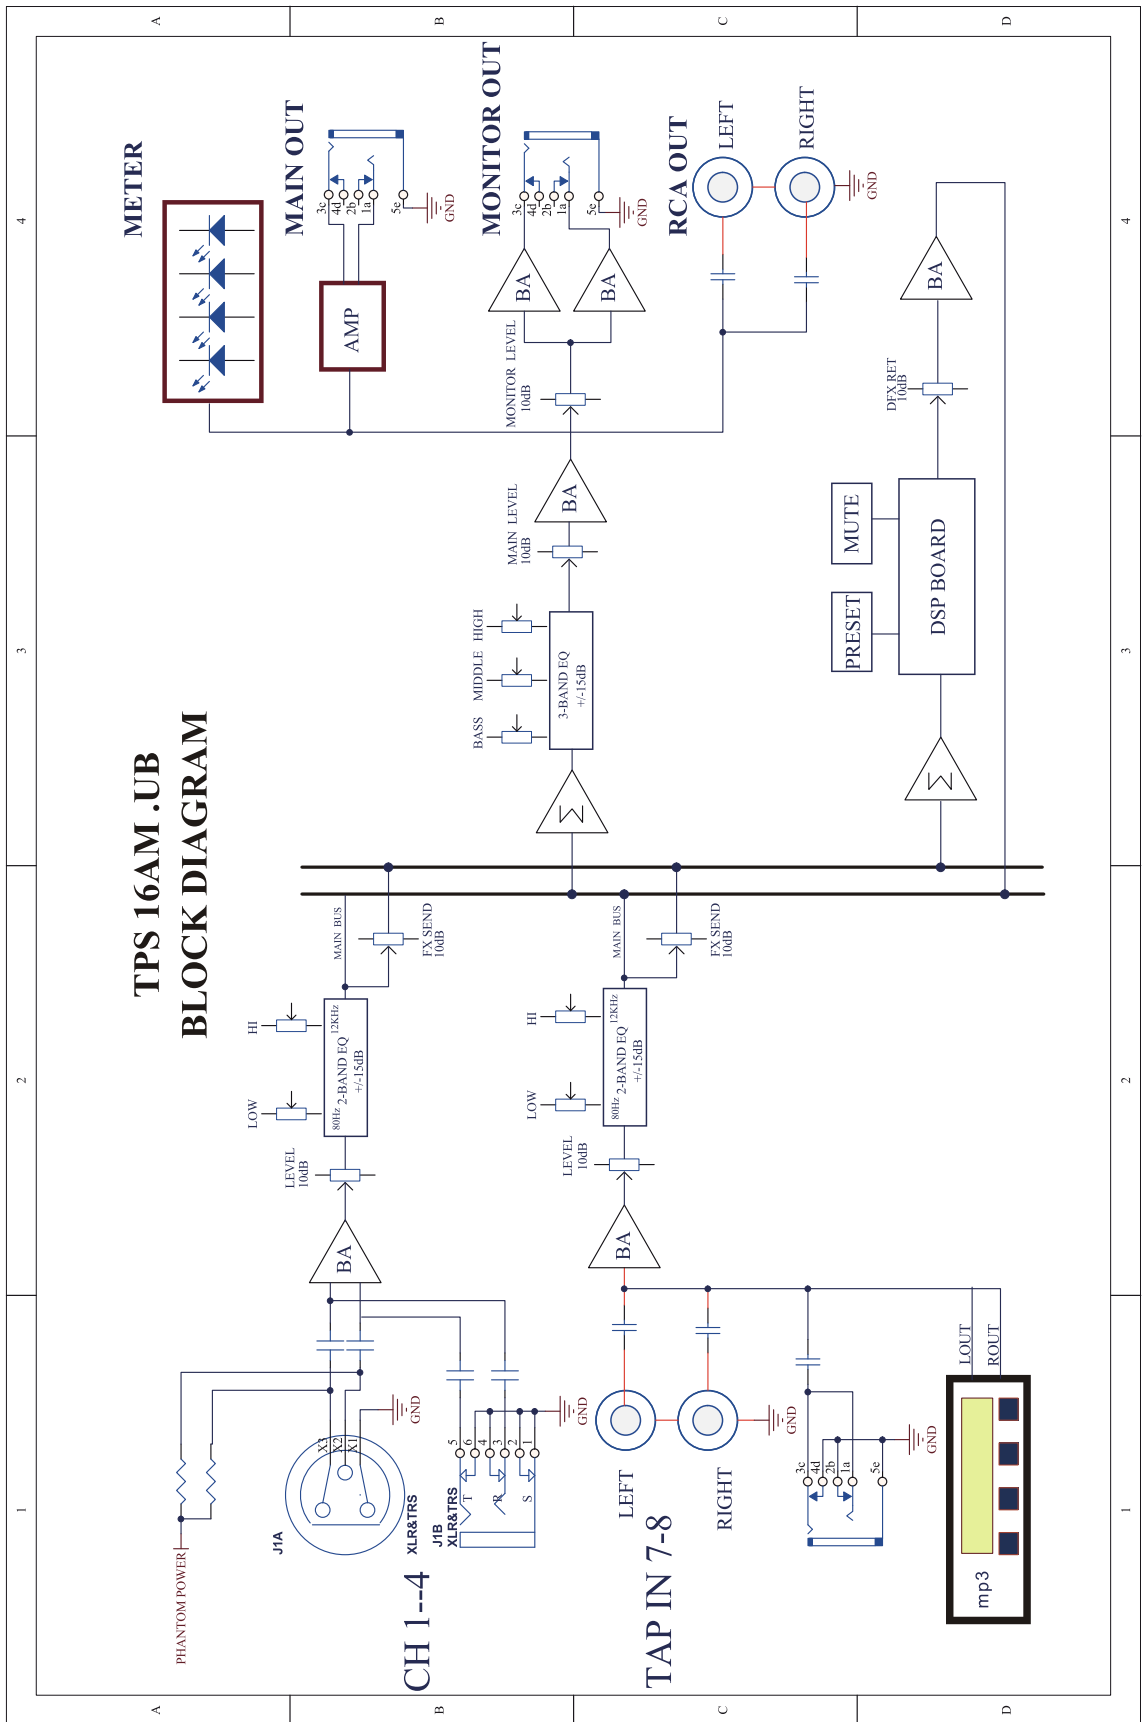 TPS 16AM .UB
BLOCK DIAGRAM
A
B
C
D
A
B
C
D
1
2
3
4
1
2
3
4
PHANTOM POWER
J1A
X3
X2
X1
XLR&TRS
GND
CH 1--4
J1B
XLR&TRS
5
6
4
3
2
1
T
R
S
GND
BA
LEVEL
10dB
LOW
HI
80Hz
2-BAND EQ
12KHz
+/-15dB
MAIN BUS
FX SEND
10dB
TAP IN 7-8
LEFT
RIGHT
GND
3c
4d
2b
1a
5e
GND
mp3
LOUT
ROUT
BA
LEVEL
10dB
LOW
HI
80Hz
2-BAND EQ
12KHz
+/-15dB
MAIN BUS
FX SEND
10dB
Σ
BASS
MIDDLE
HIGH
3-BAND EQ
+/-15dB
MAIN LEVEL
10dB
BA
MONITOR LEVEL
10dB
BA
BA
METER
AMP
MAIN OUT
3c
4d
2b
1a
5e
GND
MONITOR OUT
3c
4d
2b
1a
5e
GND
RCA OUT
LEFT
RIGHT
GND
Σ
PRESET
MUTE
DSP BOARD
DFX RET
10dB
BA